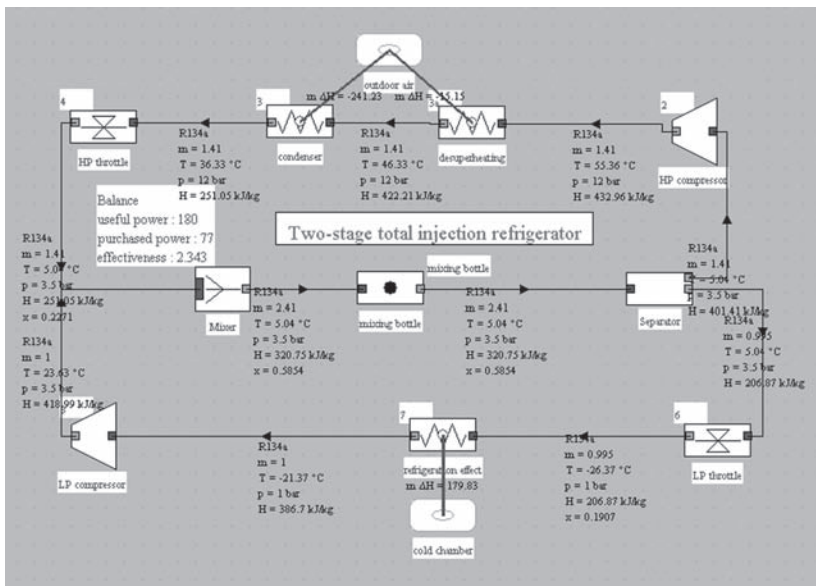 outdoor air
m ΔH = -241.23 m ΔH = -15.15
4
HP throttle
3
condenser
desuperheating
2
HP compressor
R134a
m = 1.41
T = 36.33 °C
p = 12 bar
H = 251.05 kJ/kg
R134a
m = 1.41
T = 46.33 °C
p = 12 bar
H = 422.21 kJ/kg
R134a
m = 1.41
T = 55.36 °C
p = 12 bar
H = 432.96 kJ/kg
Balance
useful power : 180
purchased power : 77
effectiveness : 2.343
Two-stage total injection refrigerator
R134a
m = 1.41
T = 5.04 °C
p = 3.5 bar
H = 251.05 kJ/kg
x = 0.2271
Mixer
R134a
m = 2.41
T = 5.04 °C
p = 3.5 bar
H = 320.75 kJ/kg
x = 0.5854
mixing bottle
mixing bottle
R134a
m = 2.41
T = 5.04 °C
p = 3.5 bar
H = 320.75 kJ/kg
x = 0.5854
Separator
R134a
m = 1.41
= 5.04 °C
p = 3.5 bar
H = 401.41 kJ/kg
R134a
m = 0.995
T = 5.04 °C
p = 3.5 bar
H = 206.87 kJ/kg
R134a
m = 1
T = 23.63 °C
p = 3.5 bar
H = 418.99 kJ/kg
LP compressor
R134a
m = 1
T = -21.37 °C
p = 1 bar
H = 386.7 kJ/kg
7
refrigeration effect
m ΔH = 179.83
cold chamber
R134a
m = 0.995
T = -26.37 °C
p = 1 bar
H = 206.87 kJ/kg
x = 0.1907
6
LP throttle